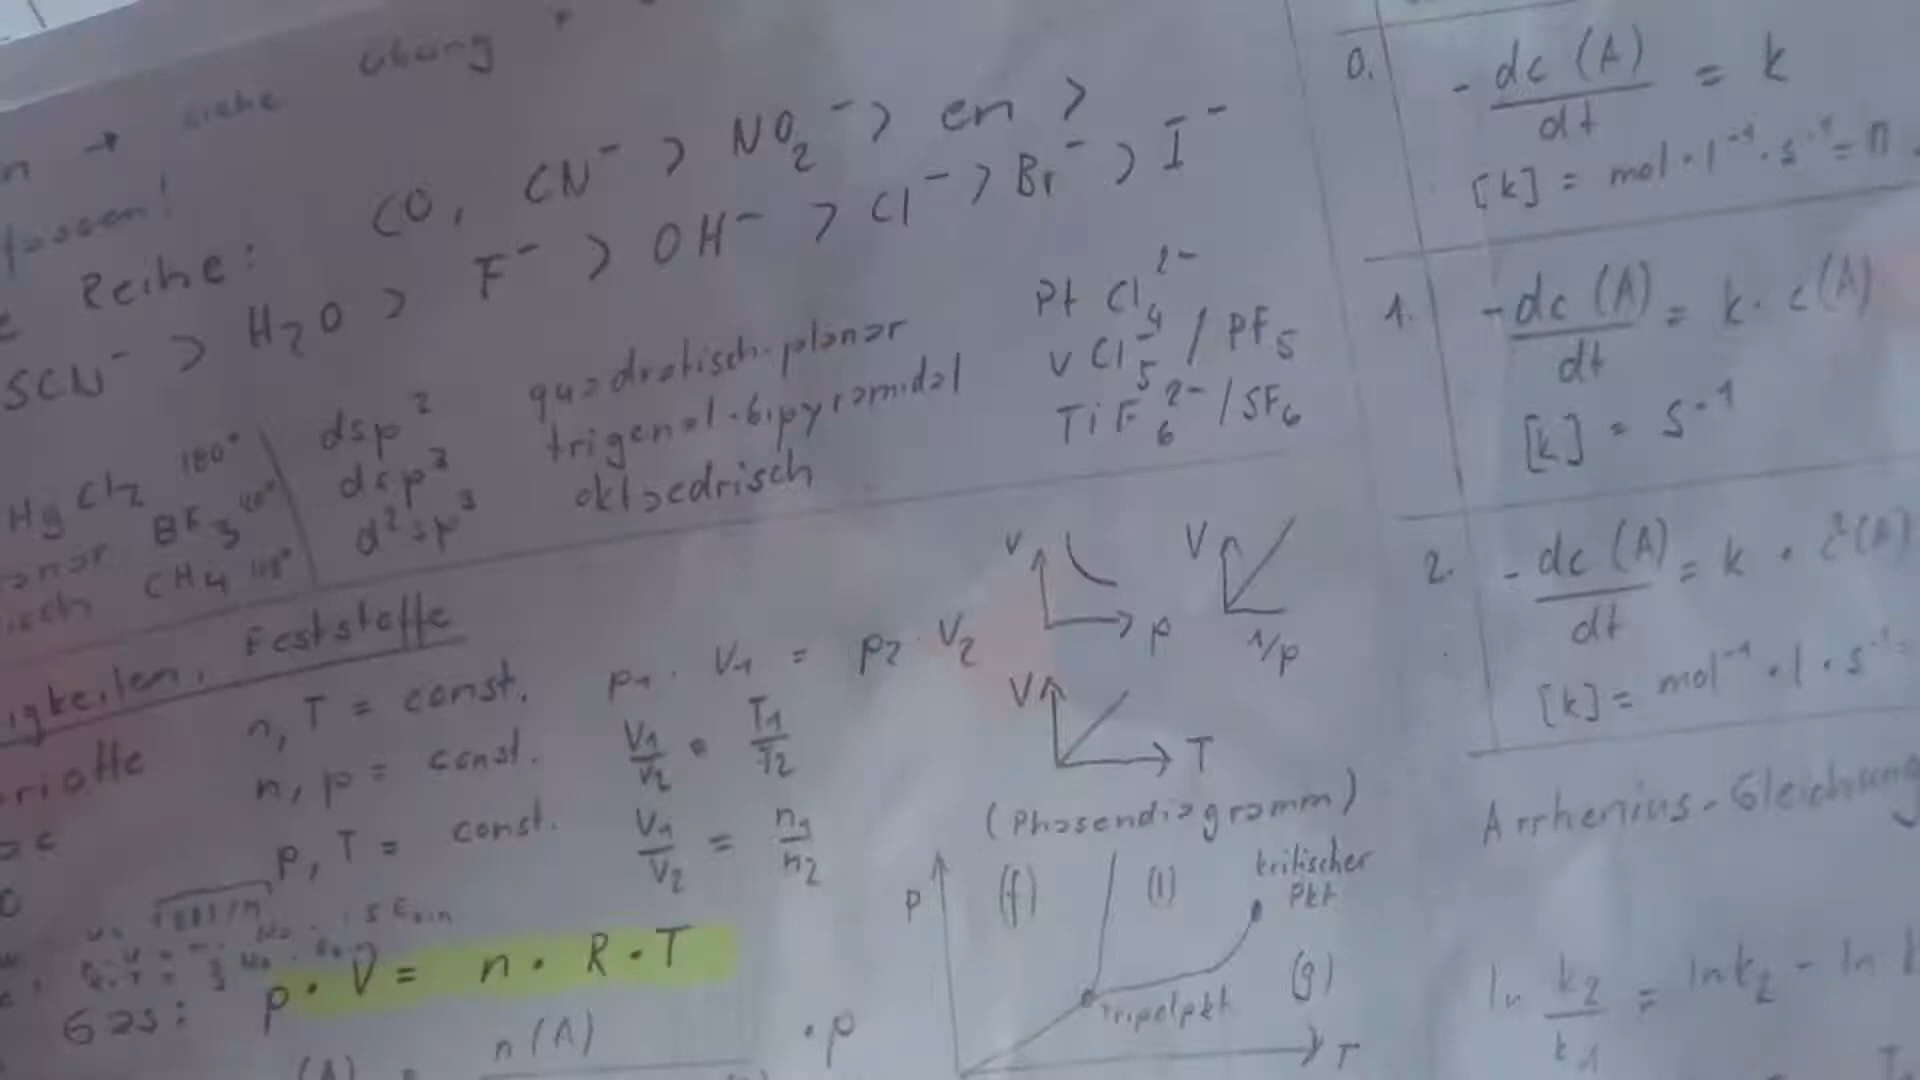 n → siehe übung
fassen!
Reihe: CO, CN⁻ > NO₂⁻ > en >
SCN⁻ > H₂O > F⁻ > OH⁻ > Cl⁻ > Br⁻ > I⁻
HgCl₂ 180° dsp² quadratisch-planar PtCl₄²⁻
BF₃ dsp³ trigonal-bipyramidal VCl₅ / PF₅
CH₄ d²sp³ oktaedrisch TiF₆²⁻ / SF₆
igkeiten, Feststoffe
riotte n, T = const. p₁ · V₁ = p₂ · V₂
n, p = const. V₁/V₂ = T₁/T₂
p, T = const. V₁/V₂ = n₁/n₂
Gas: p · V = n · R · T
n(A)
(A) = · p
V p
V 1/p
V T
(Phasendiagramm)
p (f) (l) kritischer Pkt
(g)
Tripelpkt.
T
0. - dc(A)/dt = k
[k] = mol · l⁻¹ · s⁻¹ =
1. - dc(A)/dt = k · c(A)
[k] = s⁻¹
2. - dc(A)/dt = k · c²(A)
[k] = mol⁻¹ · l · s⁻¹ =
Arrhenius-Gleichung
ln k₂/k₁ = ln k₂ - ln k